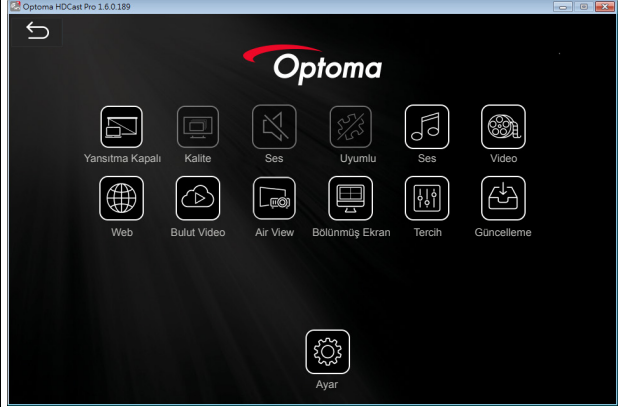 Optoma HDCast Pro 1.6.0.189
Optoma
Yansıtma Kapalı Kalite Ses Uyumlu Ses Video
Web Bulut Video Air View Bölünmüş Ekran Tercih Güncelleme
Ayar